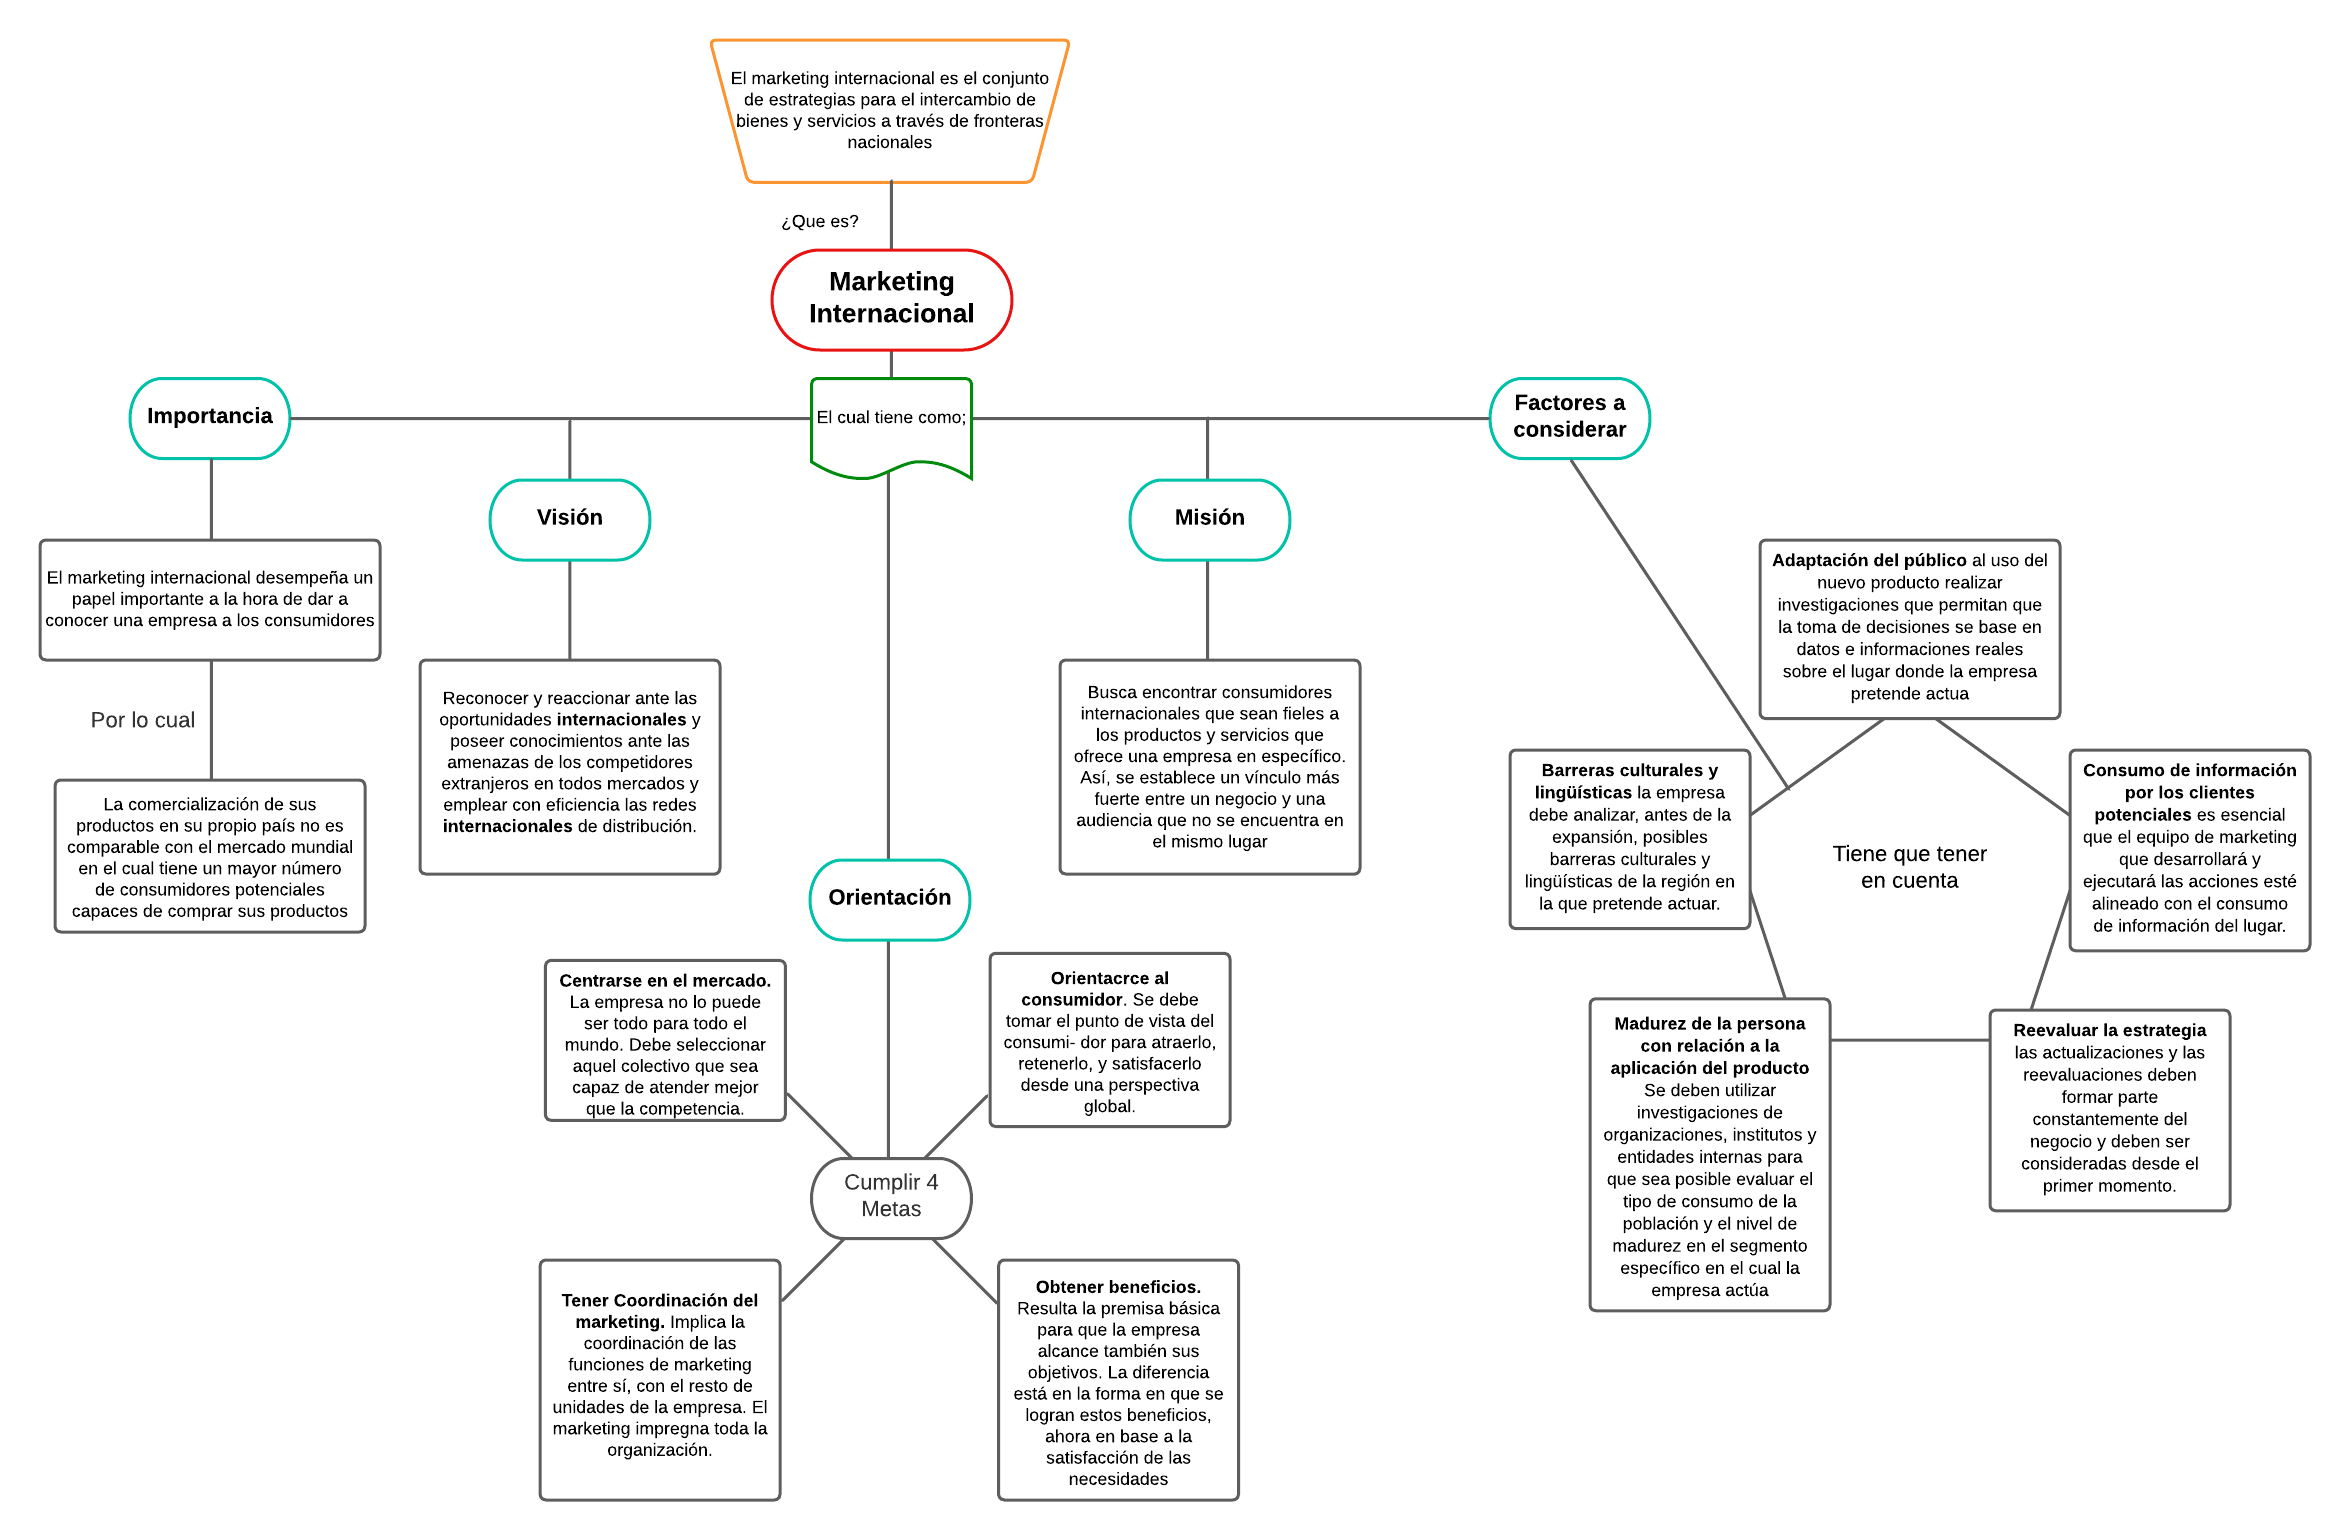 El marketing internacional es el conjunto
de estrategias para el intercambio de
bienes y servicios a través de fronteras
nacionales
¿Que es?
Marketing
Internacional
El cual tiene como;
Importancia
El marketing internacional desempeña un
papel importante a la hora de dar a
conocer una empresa a los consumidores
Por lo cual
La comercialización de sus
productos en su propio país no es
comparable con el mercado mundial
en el cual tiene un mayor número
de consumidores potenciales
capaces de comprar sus productos
Visión
Reconocer y reaccionar ante las
oportunidades internacionales y
poseer conocimientos ante las
amenazas de los competidores
extranjeros en todos mercados y
emplear con eficiencia las redes
internacionales de distribución.
Orientación
Centrarse en el mercado.
La empresa no lo puede
ser todo para todo el
mundo. Debe seleccionar
aquel colectivo que sea
capaz de atender mejor
que la competencia.
Orientacrce al
consumidor. Se debe
tomar el punto de vista del
consumi- dor para atraerlo,
retenerlo, y satisfacerlo
desde una perspectiva
global.
Cumplir 4
Metas
Tener Coordinación del
marketing. Implica la
coordinación de las
funciones de marketing
entre sí, con el resto de
unidades de la empresa. El
marketing impregna toda la
organización.
Obtener beneficios.
Resulta la premisa básica
para que la empresa
alcance también sus
objetivos. La diferencia
está en la forma en que se
logran estos beneficios,
ahora en base a la
satisfacción de las
necesidades
Misión
Busca encontrar consumidores
internacionales que sean fieles a
los productos y servicios que
ofrece una empresa en específico.
Así, se establece un vínculo más
fuerte entre un negocio y una
audiencia que no se encuentra en
el mismo lugar
Factores a
considerar
Adaptación del público al uso del
nuevo producto realizar
investigaciones que permitan que
la toma de decisiones se base en
datos e informaciones reales
sobre el lugar donde la empresa
pretende actua
Barreras culturales y
lingüísticas la empresa
debe analizar, antes de la
expansión, posibles
barreras culturales y
lingüísticas de la región en
la que pretende actuar.
Tiene que tener
en cuenta
Consumo de información
por los clientes
potenciales es esencial
que el equipo de marketing
que desarrollará y
ejecutará las acciones esté
alineado con el consumo
de información del lugar.
Madurez de la persona
con relación a la
aplicación del producto
Se deben utilizar
investigaciones de
organizaciones, institutos y
entidades internas para
que sea posible evaluar el
tipo de consumo de la
población y el nivel de
madurez en el segmento
específico en el cual la
empresa actúa
Reevaluar la estrategia
las actualizaciones y las
reevaluaciones deben
formar parte
constantemente del
negocio y deben ser
consideradas desde el
primer momento.